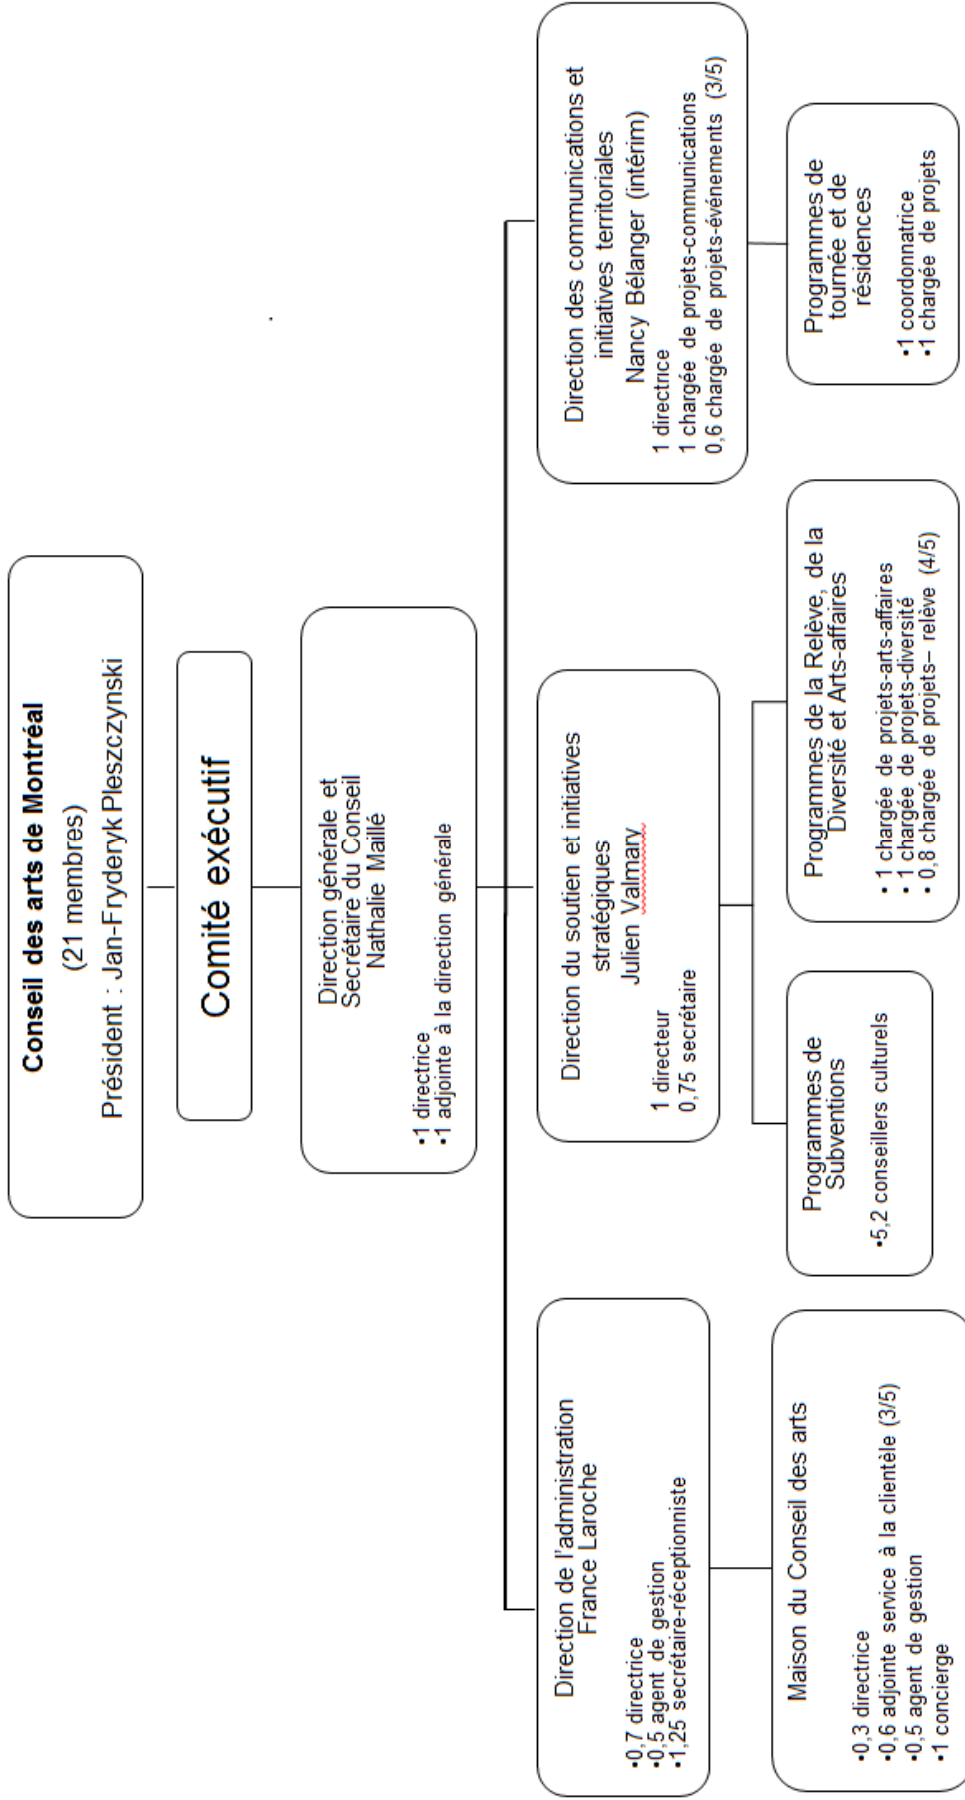 Conseil des arts de Montréal
(21 membres)
Président : Jan-Fryderyk Pleszczynski
Comité exécutif
Direction générale et
Secrétaire du Conseil
Nathalie Maillé
•1 directrice
•1 adjointe à la direction générale
Direction de l'administration
France Laroche
•0,7 directrice
•0,5 agent de gestion
•1,25 secrétaire-réceptionniste
Direction du soutien et initiatives
stratégiques
Julien Valmary
1 directeur
0,75 secrétaire
Direction des communications et
initiatives territoriales
Nancy Bélanger (intérim)
1 directrice
1 chargée de projets-communications
0,6 chargée de projets-événements (3/5)
Maison du Conseil des arts
•0,3 directrice
•0,6 adjointe service à la clientèle (3/5)
•0,5 agent de gestion
•1 concierge
Programmes de
Subventions
•5,2 conseillers culturels
Programmes de la Relève, de la
Diversité et Arts-affaires
• 1 chargée de projets-arts-affaires
• 1 chargée de projets-diversité
• 0,8 chargée de projets– relève (4/5)
Programmes de
tournée et de
résidences
•1 coordonnatrice
•1 chargée de projets